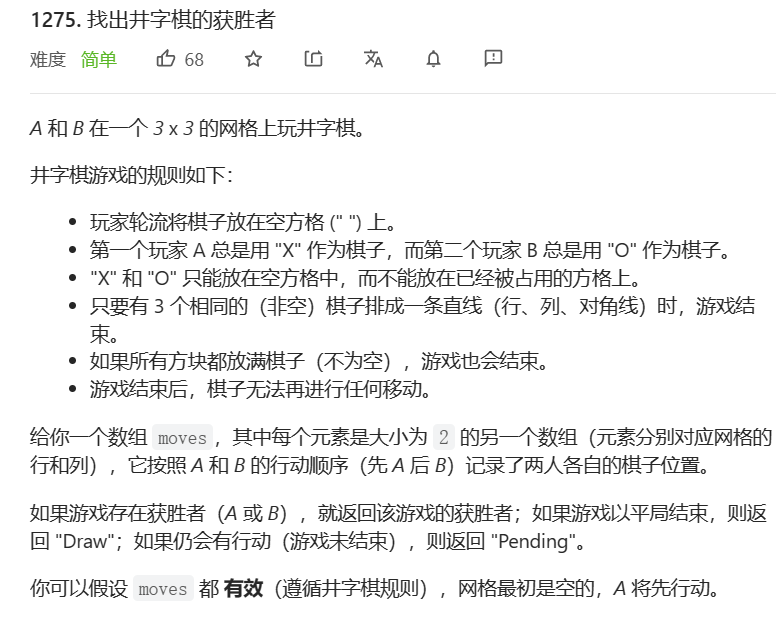 1275. 找出井字棋的获胜者
难度 简单 68 文A
A 和 B 在一个 3 x 3 的网格上玩井字棋。
井字棋游戏的规则如下：
• 玩家轮流将棋子放在空方格 (" ") 上。
• 第一个玩家 A 总是用 "X" 作为棋子，而第二个玩家 B 总是用 "O" 作为棋子。
• "X" 和 "O" 只能放在空方格中，而不能放在已经被占用的方格上。
• 只要有 3 个相同的（非空）棋子排成一条直线（行、列、对角线）时，游戏结
束。
• 如果所有方块都放满棋子（不为空），游戏也会结束。
• 游戏结束后，棋子无法再进行任何移动。
给你一个数组 moves，其中每个元素是大小为 2 的另一个数组（元素分别对应网格的
行和列），它按照 A 和 B 的行动顺序（先 A 后 B）记录了两人各自的棋子位置。
如果游戏存在获胜者（A 或 B），就返回该游戏的获胜者；如果游戏以平局结束，则返
回 "Draw"；如果仍会有行动（游戏未结束），则返回 "Pending"。
你可以假设 moves 都 有效（遵循井字棋规则），网格最初是空的，A 将先行动。